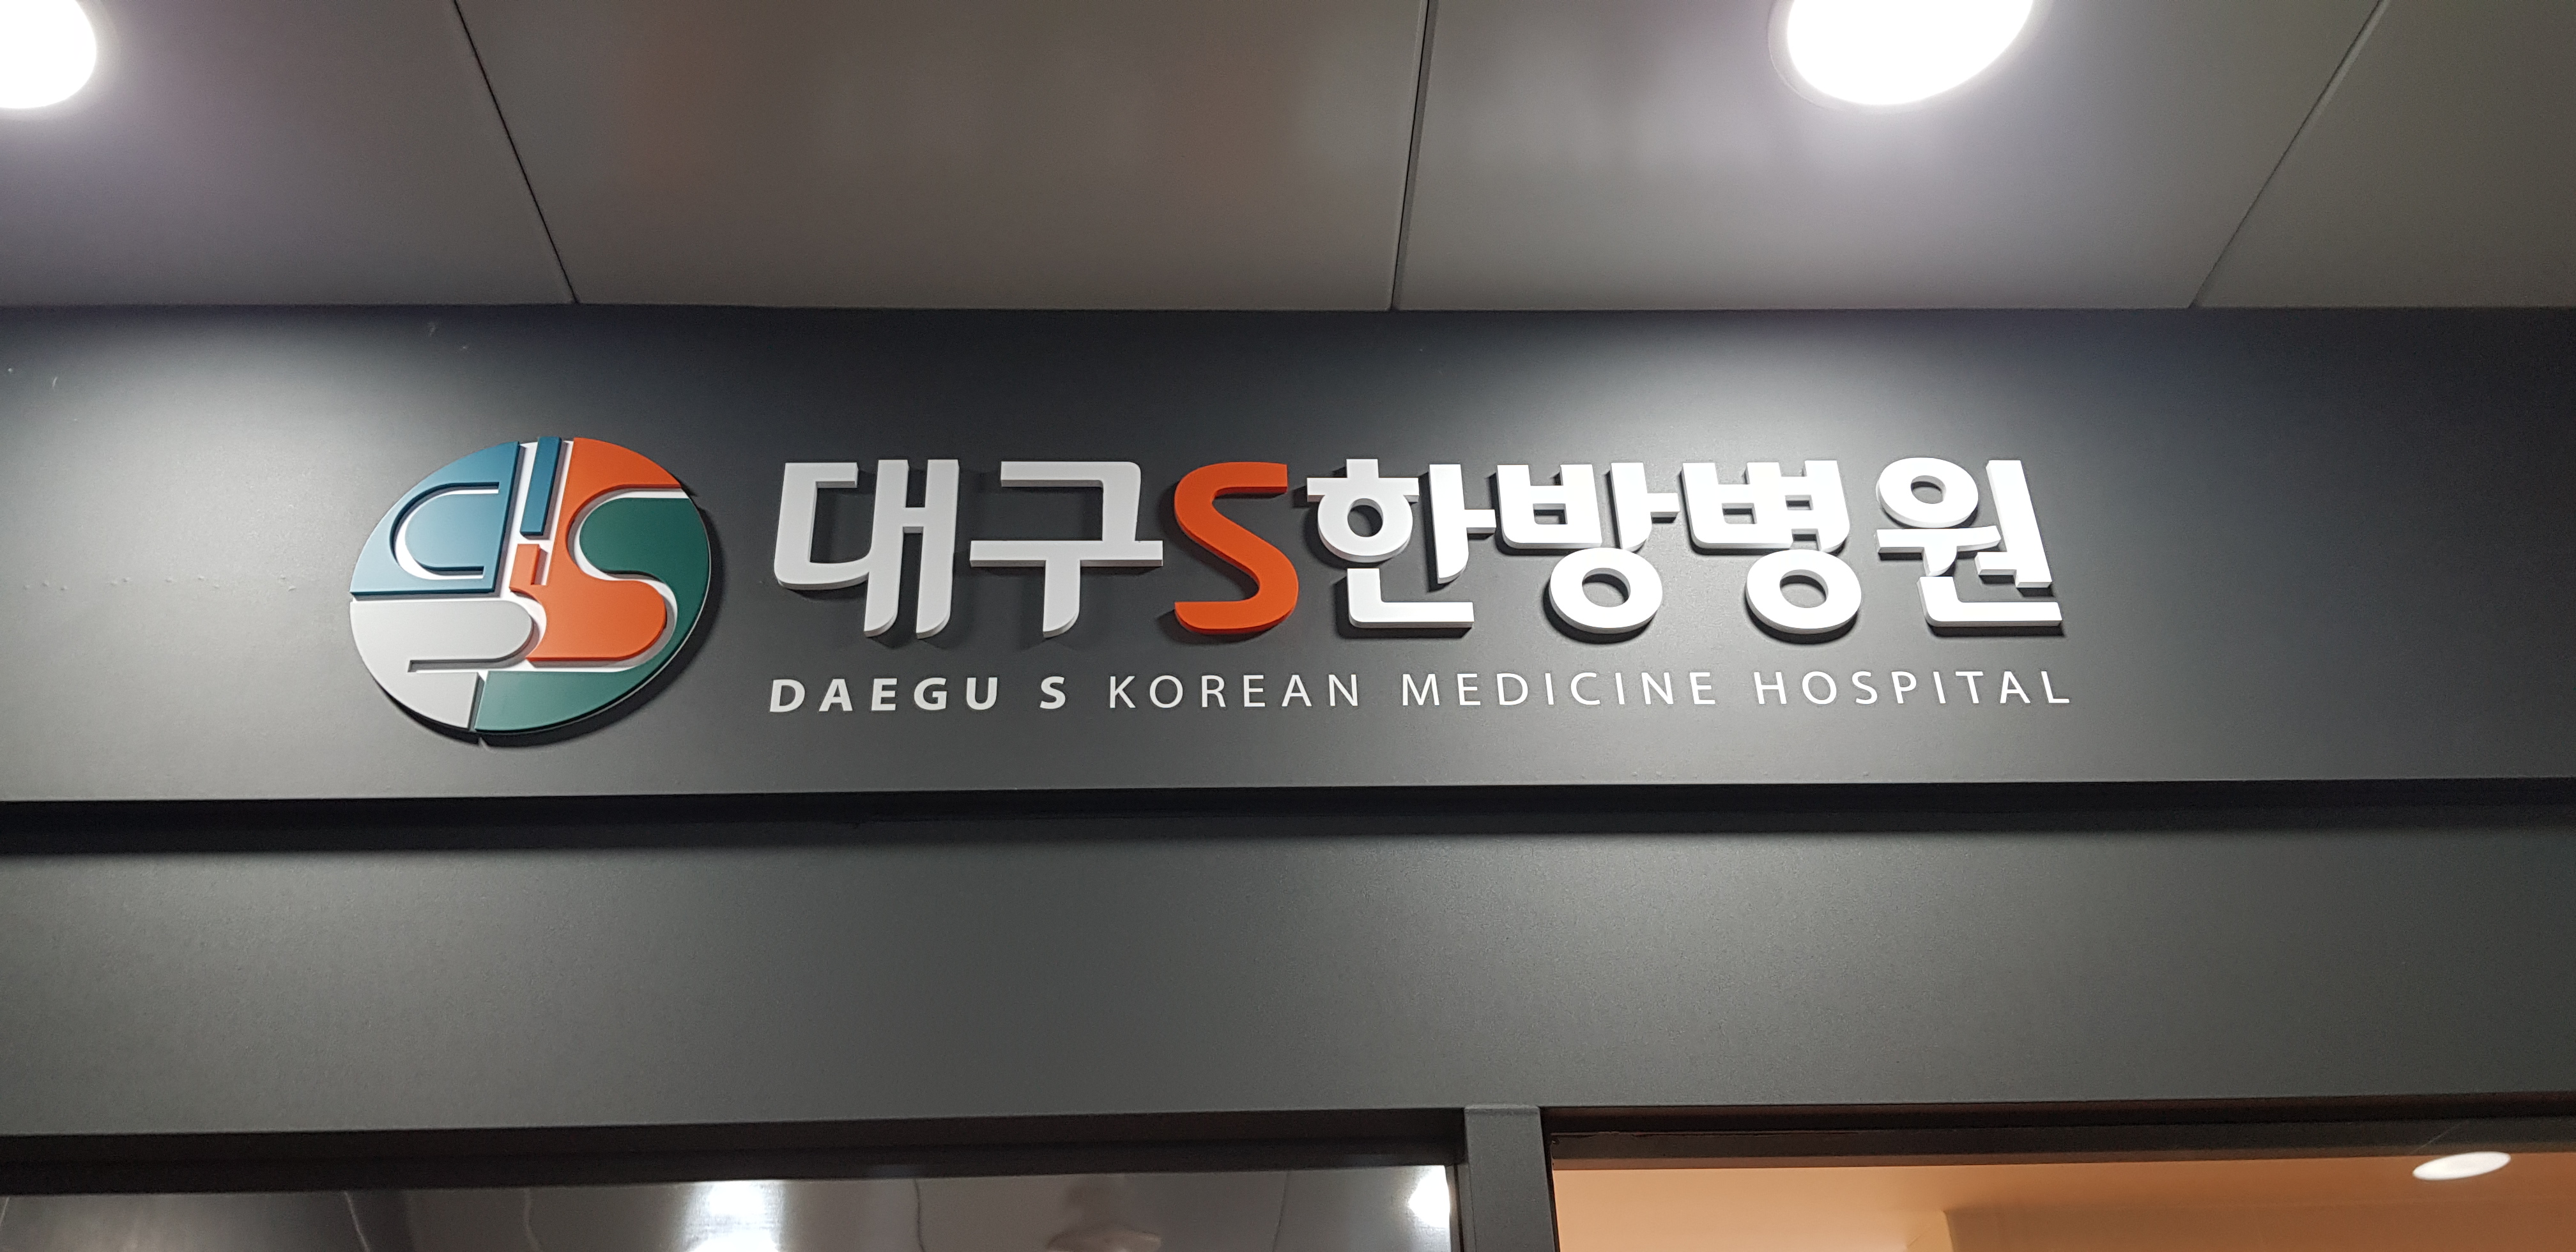 대구S한방병원
DAEGU S KOREAN MEDICINE HOSPITAL